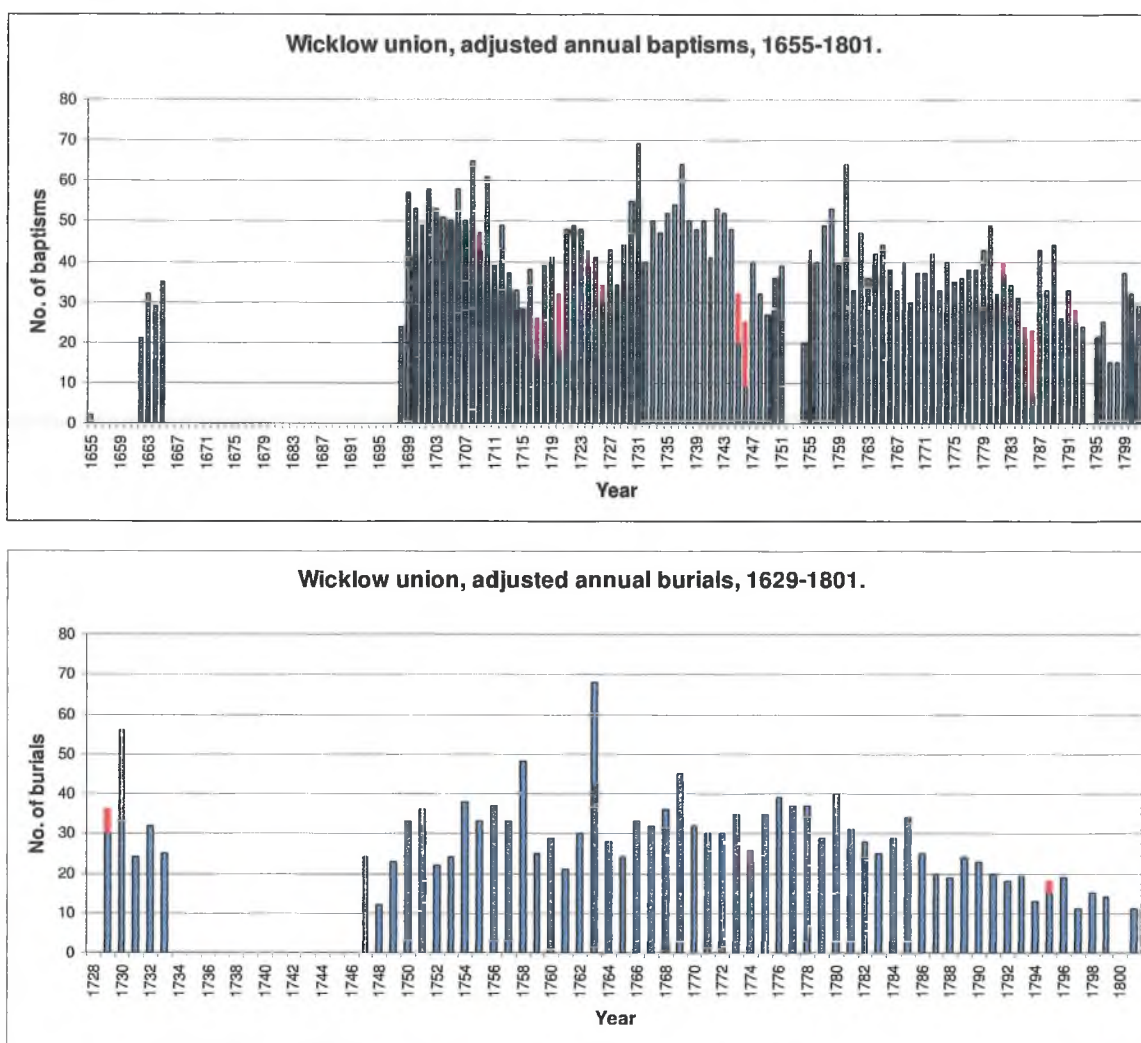 Wicklow union, adjusted annual baptisms, 1655-1801.
No. of baptisms
80
70
60
50
40
30
20
10
0
1655 1659 1663 1667 1671 1675 1679 1683 1687 1691 1695 1699 1703 1707 1711 1715 1719 1723 1727 1731 1735 1739 1743 1747 1751 1755 1759 1763 1767 1771 1775 1779 1783 1787 1791 1795 1799
Year
Wicklow union, adjusted annual burials, 1629-1801.
No. of burials
80
70
60
50
40
30
20
10
0
1728 1730 1732 1734 1736 1738 1740 1742 1744 1746 1748 1750 1752 1754 1756 1758 1760 1762 1764 1766 1768 1770 1772 1774 1776 1778 1780 1782 1784 1786 1788 1790 1792 1794 1796 1798 1800
Year